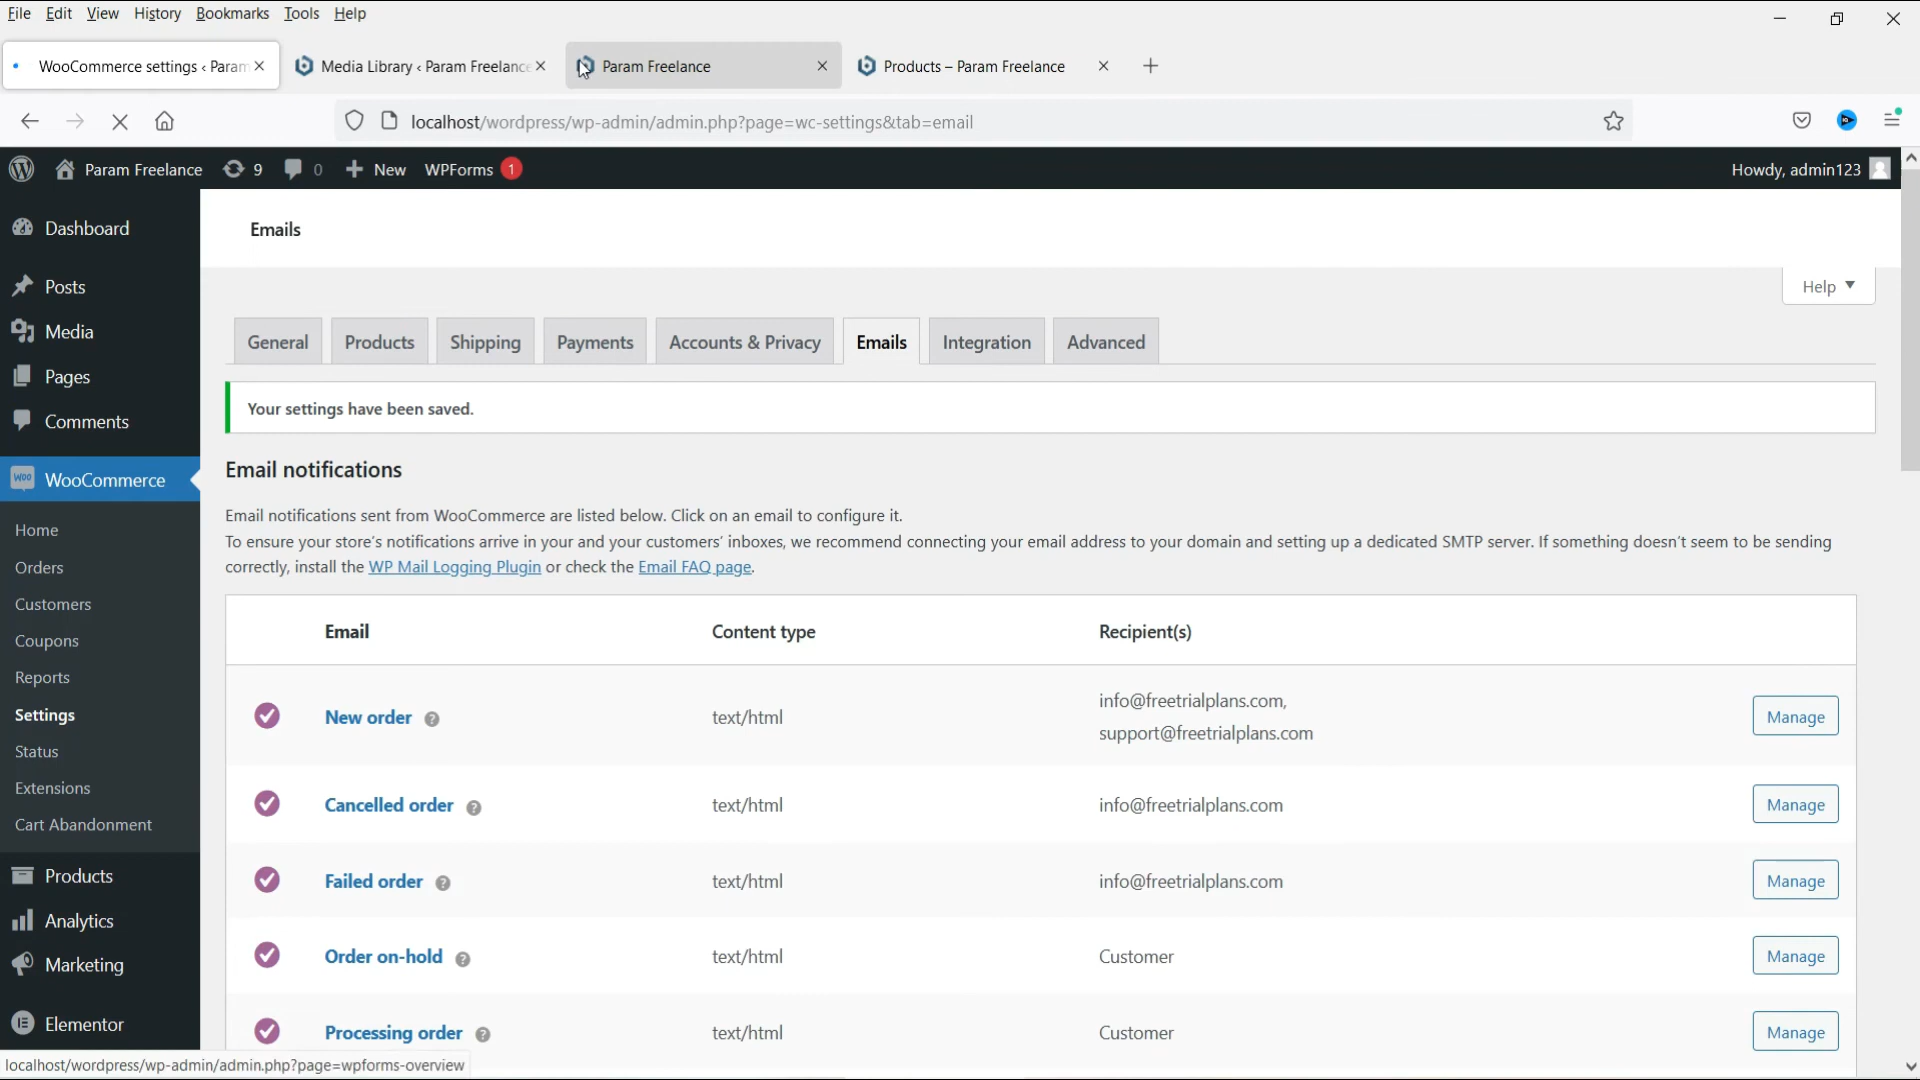 File Edit View History Bookmarks Tools Help
WooCommerce settings ‹ Param
Media Library ‹ Param Freelance
Param Freelance
Products – Param Freelance
localhost/wordpress/wp-admin/admin.php?page=wc-settings&tab=email
Param Freelance 9 0 New WPForms 1
Howdy, admin123
Dashboard
Posts
Media
Pages
Comments
WOO WooCommerce
Home
Orders
Customers
Coupons
Reports
Settings
Status
Extensions
Cart Abandonment
Products
Analytics
Marketing
Elementor
Emails
Help
General Products Shipping Payments Accounts & Privacy Emails Integration Advanced
Your settings have been saved.
Email notifications
Email notifications sent from WooCommerce are listed below. Click on an email to configure it.
To ensure your store's notifications arrive in your and your customers' inboxes, we recommend connecting your email address to your domain and setting up a dedicated SMTP server. If something doesn't seem to be sending
correctly, install the WP Mail Logging Plugin or check the Email FAQ page.
Email Content type Recipient(s)
New order ? text/html info@freetrialplans.com, Manage
support@freetrialplans.com
Cancelled order ? text/html info@freetrialplans.com Manage
Failed order ? text/html info@freetrialplans.com Manage
Order on-hold ? text/html Customer Manage
Processing order ? text/html Customer Manage
localhost/wordpress/wp-admin/admin.php?page=wpforms-overview